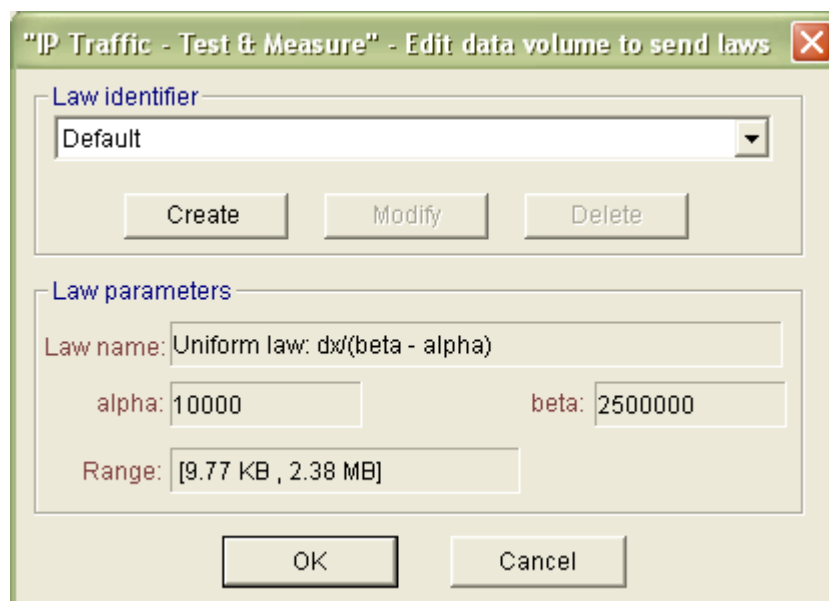 "IP Traffic - Test & Measure" - Edit data volume to send laws
Law identifier
Default
Create Modify Delete
Law parameters
Law name: Uniform law: dx/(beta - alpha)
alpha: 10000 beta: 2500000
Range: [9.77 KB , 2.38 MB]
OK Cancel